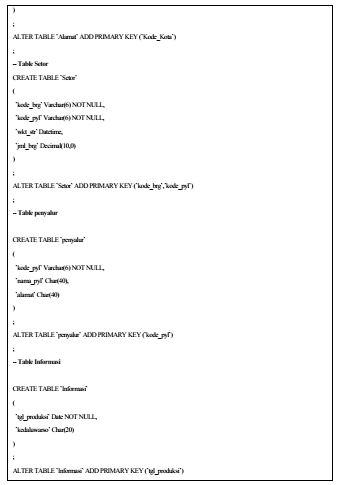 )
;
ALTER TABLE `Alamat` ADD PRIMARY KEY (`Kode_Kota`)
;
-- Table Setor
CREATE TABLE `Setor`
(
`kode_brg` Varchar(6) NOT NULL,
`kode_pyl` Varchar(6) NOT NULL,
`wkt_str` Datetime,
`jml_brg` Decimal(10,0)
)
;
ALTER TABLE `Setor` ADD PRIMARY KEY (`kode_brg`,`kode_pyl`)
;
-- Table penyalur
CREATE TABLE `penyalur`
(
`kode_pyl` Varchar(6) NOT NULL,
`nama_pyl` Char(40),
`alamat` Char(40)
)
;
ALTER TABLE `penyalur` ADD PRIMARY KEY (`kode_pyl`)
;
-- Table Informasi
CREATE TABLE `Informasi`
(
`tgl_produksi` Date NOT NULL,
`kedaluwarso` Char(20)
)
;
ALTER TABLE `Informasi` ADD PRIMARY KEY (`tgl_produksi`)